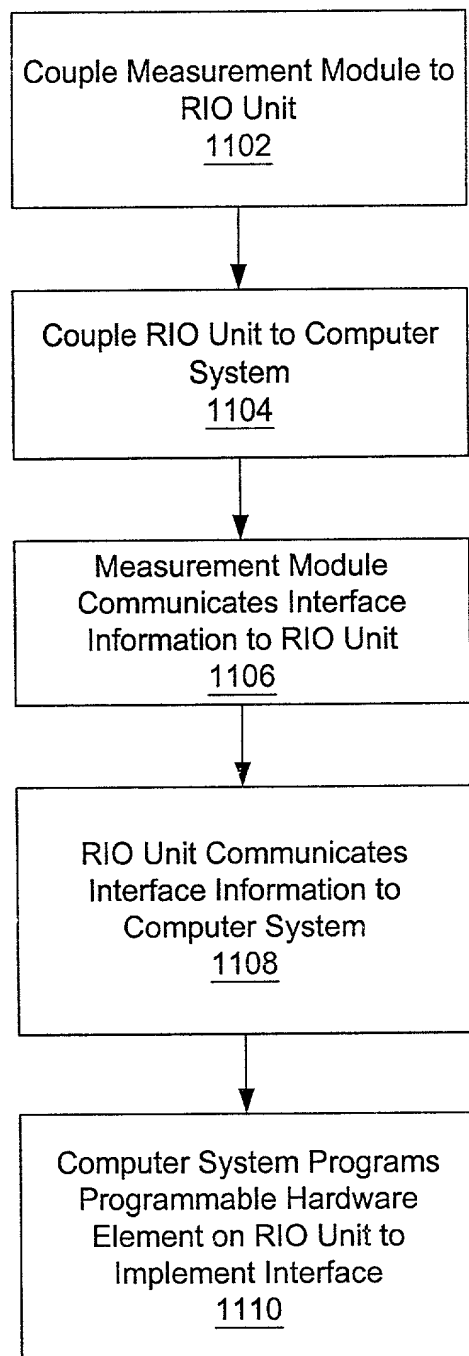 Couple Measurement Module to
RIO Unit
1102
Couple RIO Unit to Computer
System
1104
Measurement Module
Communicates Interface
Information to RIO Unit
1106
RIO Unit Communicates
Interface Information to
Computer System
1108
Computer System Programs
Programmable Hardware
Element on RIO Unit to
Implement Interface
1110